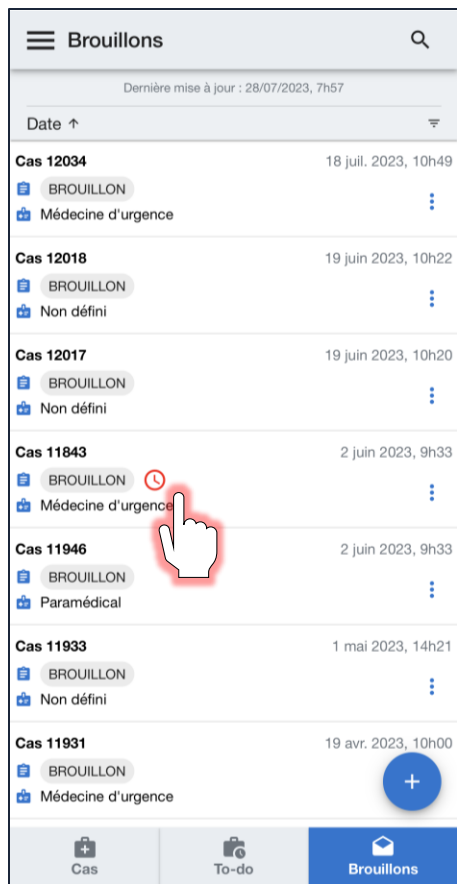 Brouillons
Dernière mise à jour : 28/07/2023, 7h57
Date ↑
Cas 12034 18 juil. 2023, 10h49
BROUILLON
Médecine d'urgence
Cas 12018 19 juin 2023, 10h22
BROUILLON
Non défini
Cas 12017 19 juin 2023, 10h20
BROUILLON
Non défini
Cas 11843 2 juin 2023, 9h33
BROUILLON
Médecine d'urgence
Cas 11946 2 juin 2023, 9h33
BROUILLON
Paramédical
Cas 11933 1 mai 2023, 14h21
BROUILLON
Non défini
Cas 11931 19 avr. 2023, 10h00
BROUILLON
Médecine d'urgence
Cas To-do Brouillons